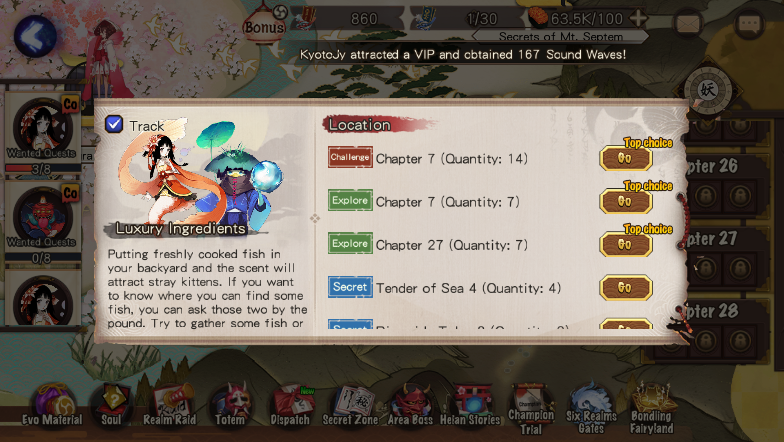 Bonus
860
1/30
63.5K/100
Secrets of Mt. Septem
KyotoJy attracted a VIP and obtained 167 Sound Waves!
妖
Co
Wanted Quests
3/8
Co
Wanted Quests
0/8
Track
Luxury Ingredients
Putting freshly cooked fish in
your backyard and the scent will
attract stray kittens. If you want
to know where you can find some
fish, you can ask those two by the
pound. Try to gather some fish or
Location
Top choice
Challenge Chapter 7 (Quantity: 14) Go
Top choice
Explore Chapter 7 (Quantity: 7) Go
Top choice
Explore Chapter 27 (Quantity: 7) Go
Secret Tender of Sea 4 (Quantity: 4) Go
pter 26
pter 27
pter 28
Evo Material
Soul
Realm Raid
Totem
New
Dispatch
Secret Zone
Area Boss
Heian Stories
Champion
Trial
Six Realms
Gates
Bondling
Fairyland